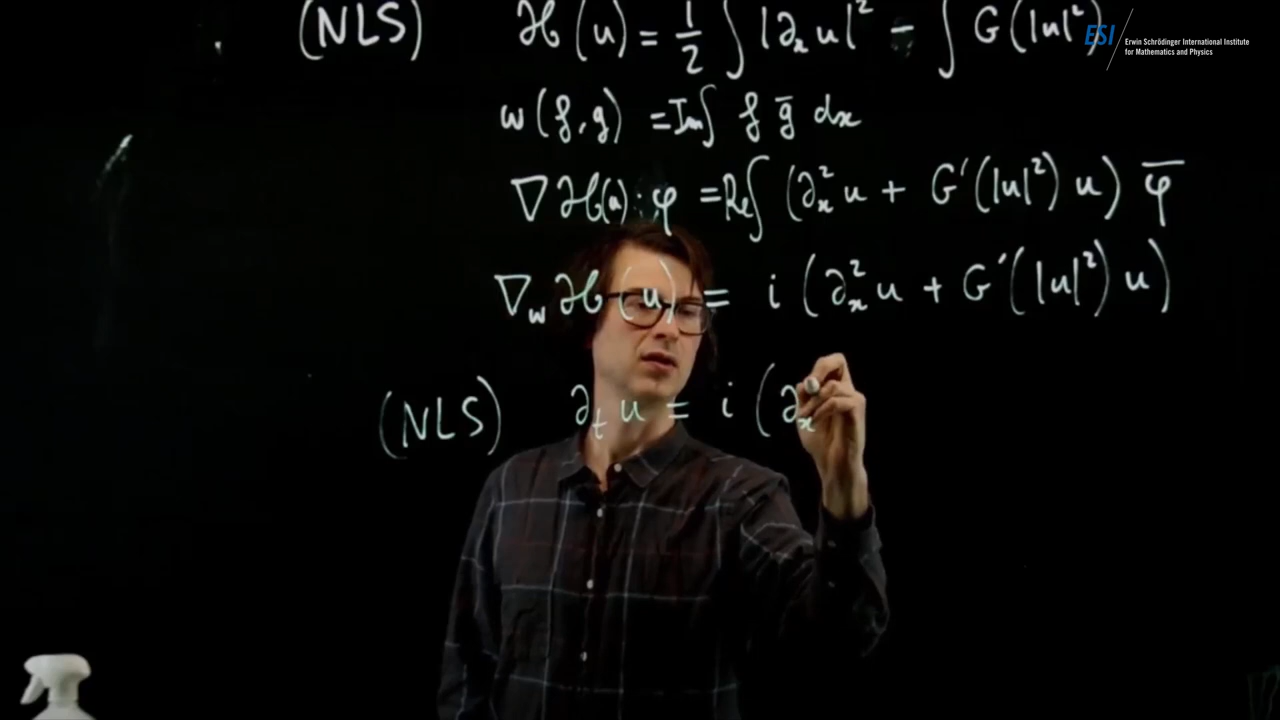 (NLS) ℋ(u) = 1/2 ∫ |∂ₓu|² - ∫ G(|u|²)
ESI Erwin Schrödinger International Institute
for Mathematics and Physics
ω(f,g) = Im∫ f g̅ dx
∇ℋ(u)·φ = Re∫ (∂ₓ²u + G'(|u|²)u) φ̅
∇_ω ℋ(u) = i (∂ₓ²u + G'(|u|²)u)
(NLS) ∂ₜu = i (∂ₓ